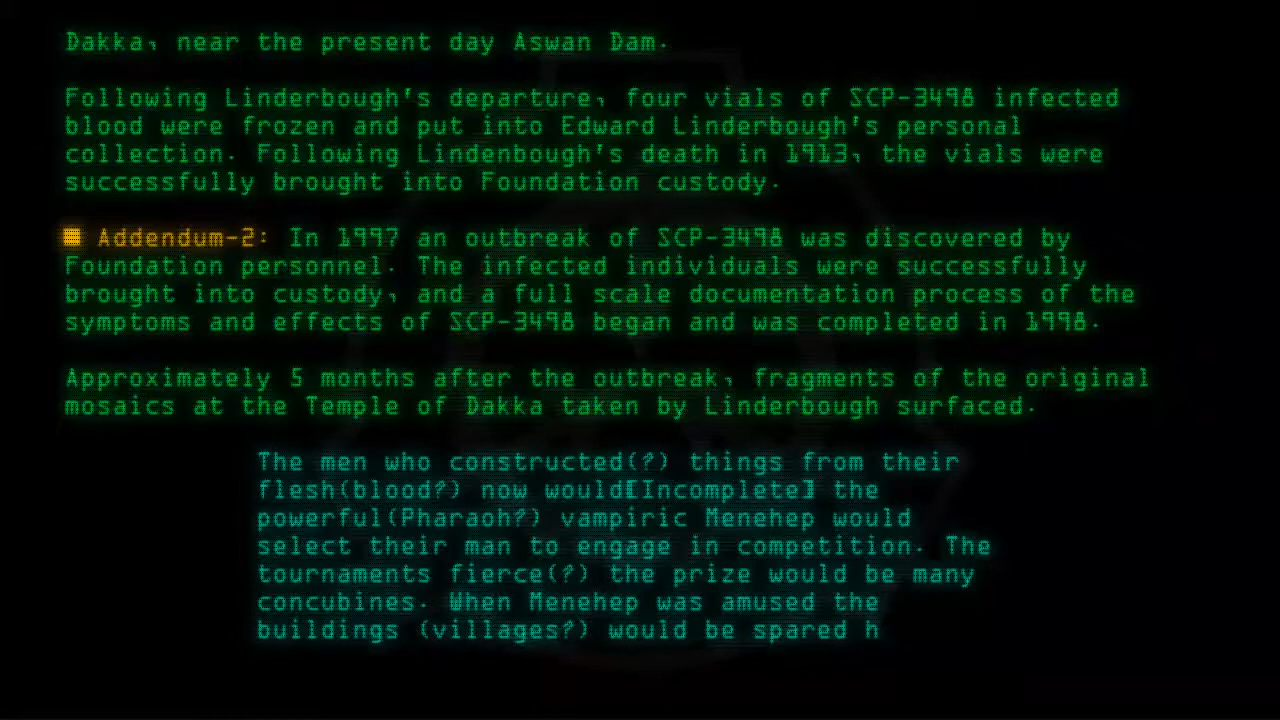 Dakka, near the present day Aswan Dam.
Following Linderbough's departure, four vials of SCP-3498 infected
blood were frozen and put into Edward Linderbough's personal
collection. Following Lindenbough's death in 1913, the vials were
successfully brought into Foundation custody.
Addendum-2: In 1997 an outbreak of SCP-3498 was discovered by
Foundation personnel. The infected individuals were successfully
brought into custody, and a full scale documentation process of the
symptoms and effects of SCP-3498 began and was completed in 1998.
Approximately 5 months after the outbreak, fragments of the original
mosaics at the Temple of Dakka taken by Linderbough surfaced.
The men who constructed(?) things from their
flesh(blood?) now would[Incomplete] the
powerful(Pharaoh?) vampiric Menehep would
select their man to engage in competition. The
tournaments fierce(?) the prize would be many
concubines. When Menehep was amused the
buildings (villages?) would be spared h